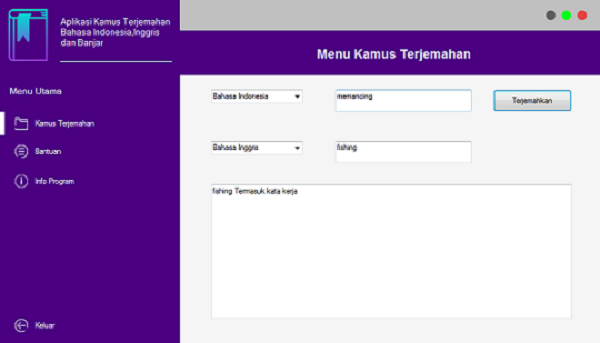 Aplikasi Kamus Terjemahan
Bahasa Indonesia,Inggris
dan Banjar
Menu Utama
Kamus Terjemahan
Bantuan
Info Program
Keluar
Menu Kamus Terjemahan
Bahasa Indonesia
memancing
Terjemahkan
Bahasa Inggris
fishing
fishing Termasuk kata kerja